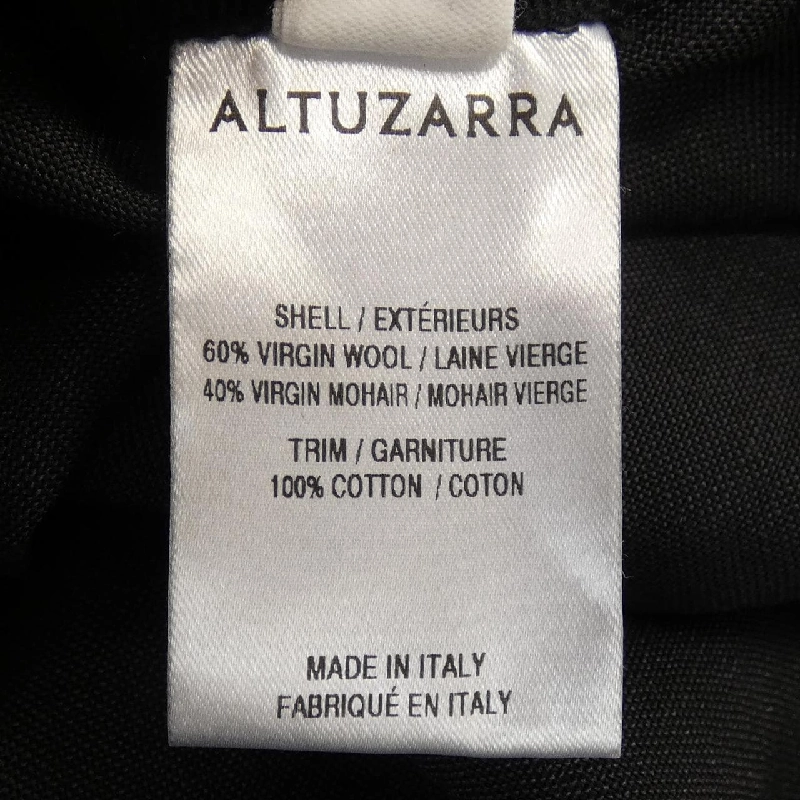 ALTUZARRA
SHELL / EXTÉRIEURS
60% VIRGIN WOOL / LAINE VIERGE
40% VIRGIN MOHAIR / MOHAIR VIERGE
TRIM / GARNITURE
100% COTTON / COTON
MADE IN ITALY
FABRIQUÉ EN ITALY